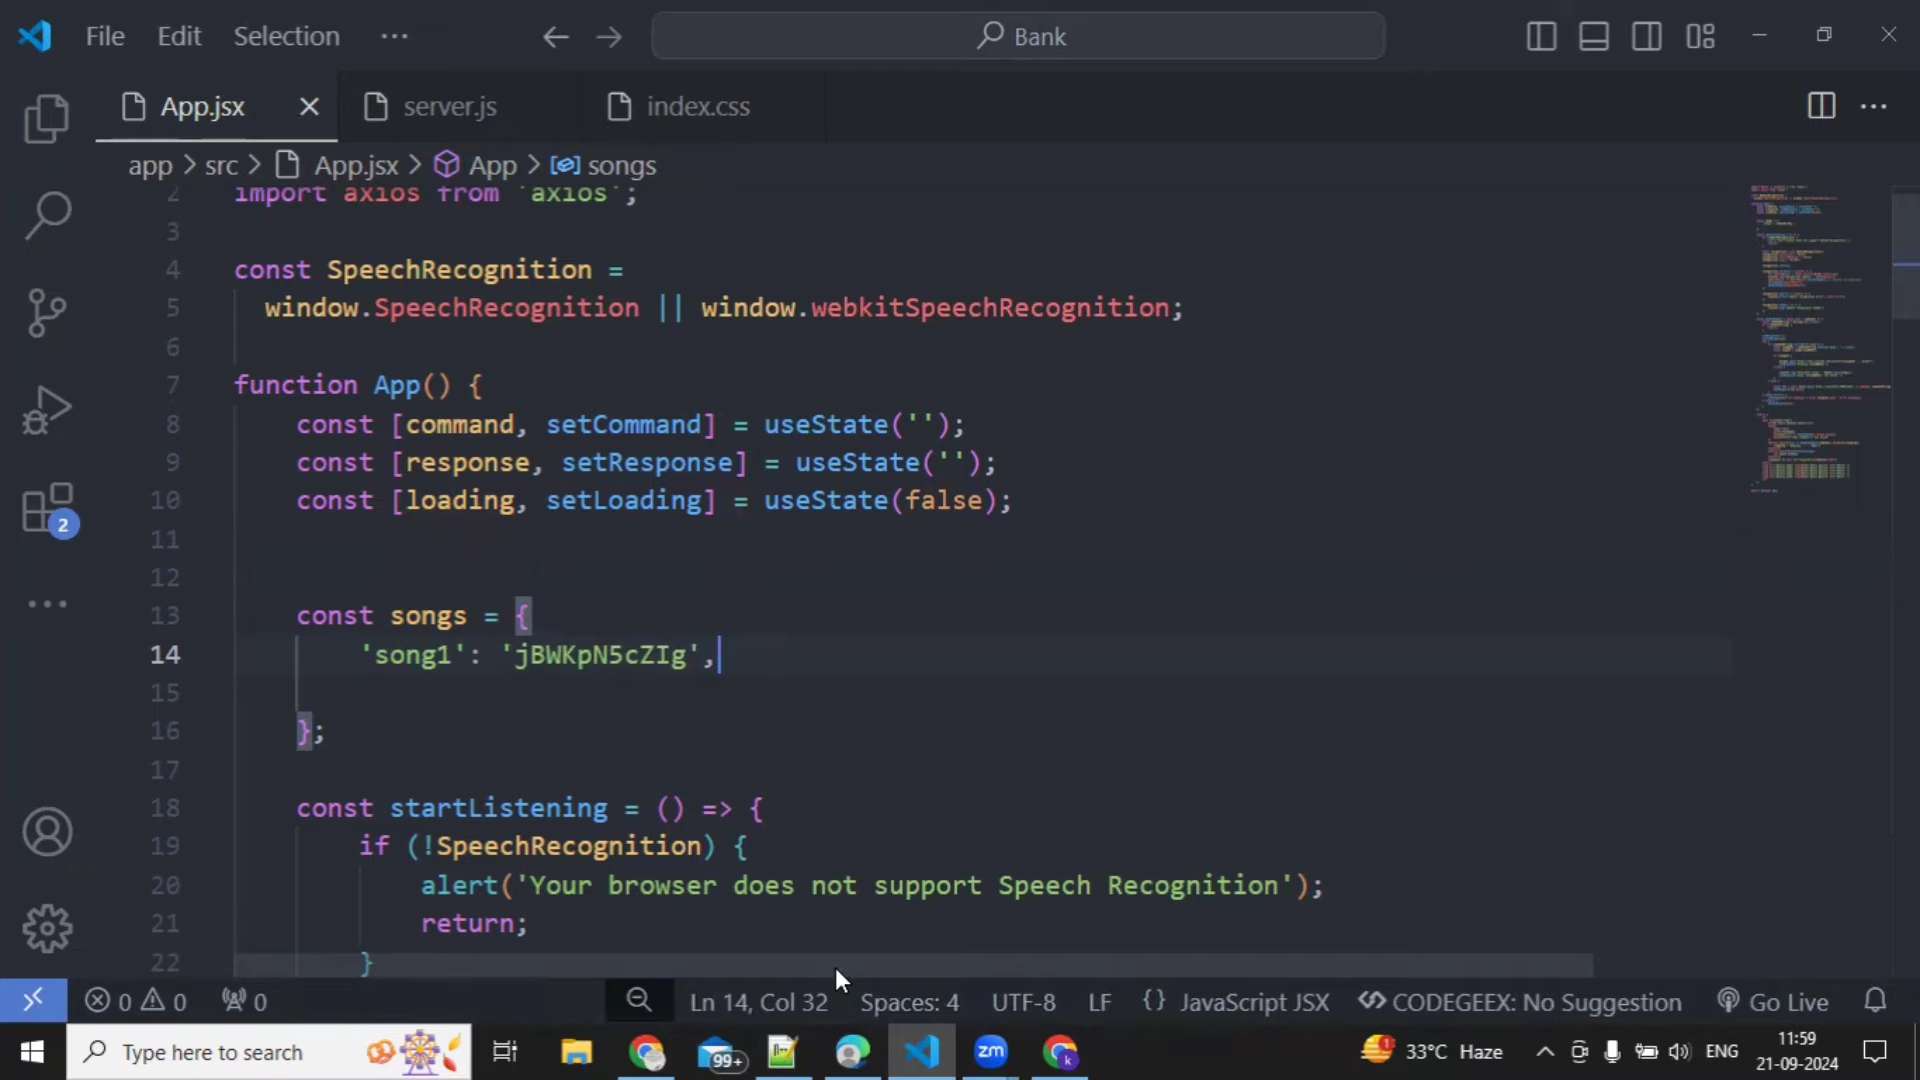 File Edit Selection ··· Bank
App.jsx server.js index.css ···
app > src > App.jsx > App > songs
2 import axios from 'axios';
3
4 const SpeechRecognition =
5 window.SpeechRecognition || window.webkitSpeechRecognition;
6
7 function App() {
8 const [command, setCommand] = useState('');
9 const [response, setResponse] = useState('');
10 const [loading, setLoading] = useState(false);
11
12
13 const songs = {
14 'song1': 'jBWKpN5cZIg',
15
16 };
17
18 const startListening = () => {
19 if (!SpeechRecognition) {
20 alert('Your browser does not support Speech Recognition');
21 return;
22 }
2
0 0 0 Ln 14, Col 32 Spaces: 4 UTF-8 LF {} JavaScript JSX CODEGEEX: No Suggestion Go Live
Type here to search 99+ zm k 1 33°C Haze ENG 11:59
21-09-2024